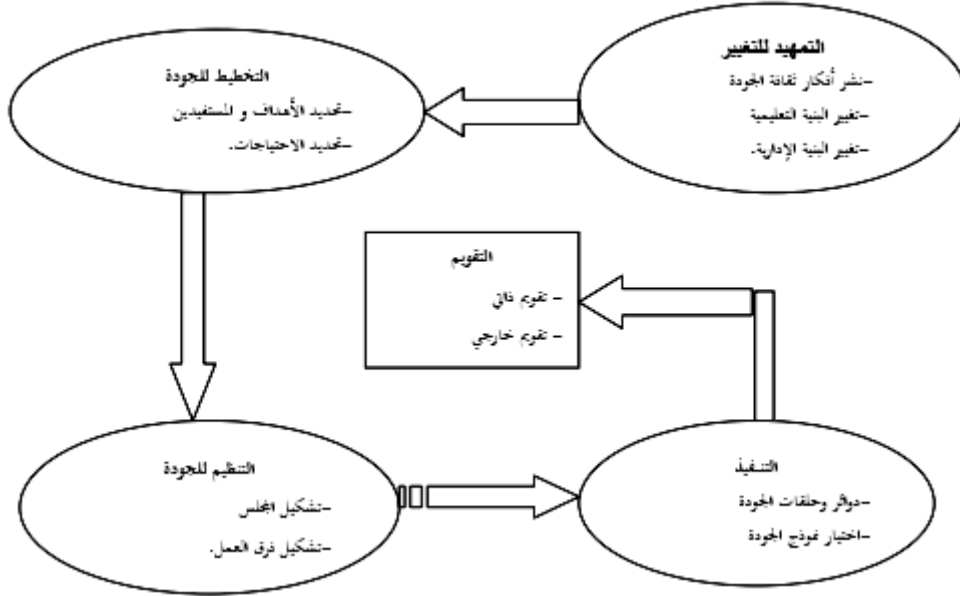 التمهيد للتغيير
-نشر أفكار ثقافة الجودة
-تغيير البنية التعليمية
-تغيير البنية الإدارية.
التخطيط للجودة
-تحديد الأهداف و المستفيدين
-تحديد الاحتياجات.
التنظيم للجودة
-تشكيل المجلس
-تشكيل فرق العمل.
التنفيذ
-دوائر وحلقات الجودة
-اختيار نموذج الجودة
التقويم
- تقويم ذاتي
- تقويم خارجي